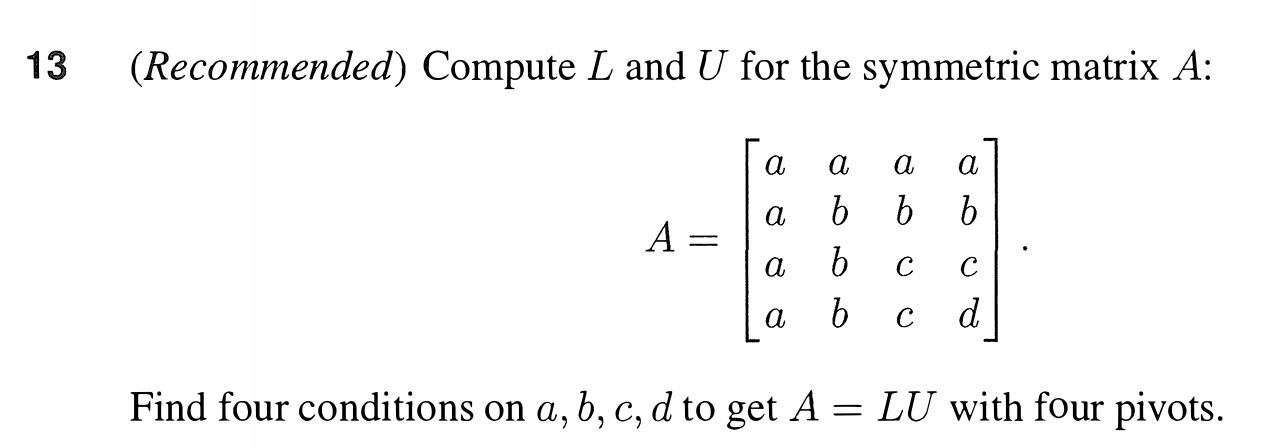 13 (Recommended) Compute L and U for the symmetric matrix A:
a a a a
a b b b
A = a b c c .
a b c d
Find four conditions on a, b, c, d to get A = LU with four pivots.